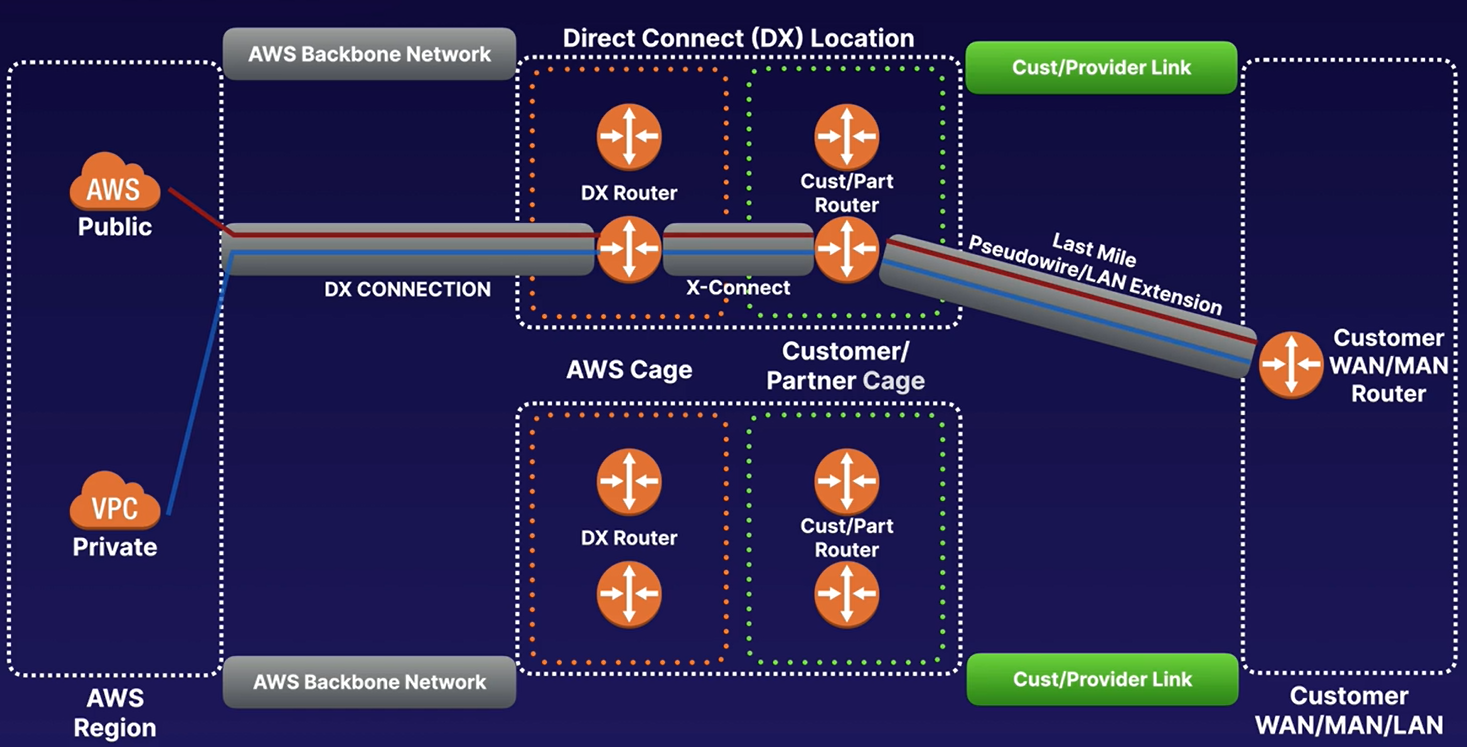 AWS Backbone Network
Direct Connect (DX) Location
Cust/Provider Link
AWS
Public
DX Router
Cust/Part
Router
DX CONNECTION
X-Connect
Last Mile
Pseudowire/LAN Extension
Customer
WAN/MAN
Router
AWS Cage
Customer/
Partner Cage
VPC
Private
DX Router
Cust/Part
Router
AWS Backbone Network
Cust/Provider Link
AWS
Region
Customer
WAN/MAN/LAN